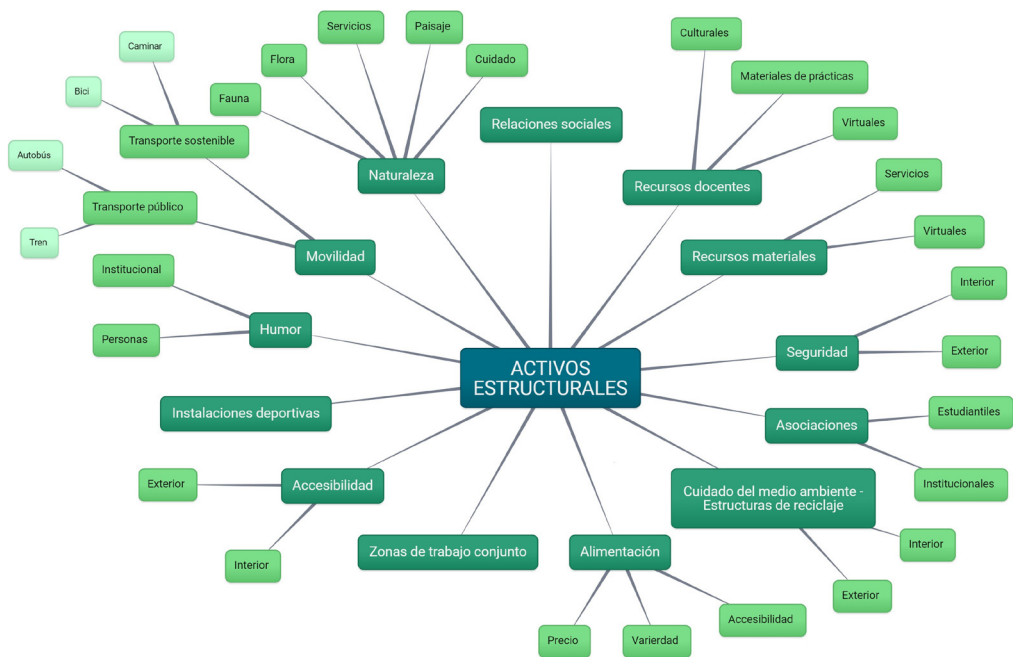 Culturales
Servicios
Paisaje
Caminar
Flora
Cuidado
Materiales de prácticas
Bici
Fauna
Relaciones sociales
Virtuales
Transporte sostenible
Autobús
Naturaleza
Recursos docentes
Servicios
Transporte público
Tren
Movilidad
Recursos materiales
Virtuales
Institucional
Interior
Humor
Personas
Seguridad
Exterior
ACTIVOS
ESTRUCTURALES
Instalaciones deportivas
Estudiantiles
Asociaciones
Exterior
Accesibilidad
Institucionales
Cuidado del medio ambiente -
Estructuras de reciclaje
Interior
Zonas de trabajo conjunto
Alimentación
Interior
Exterior
Accesibilidad
Precio
Varierdad